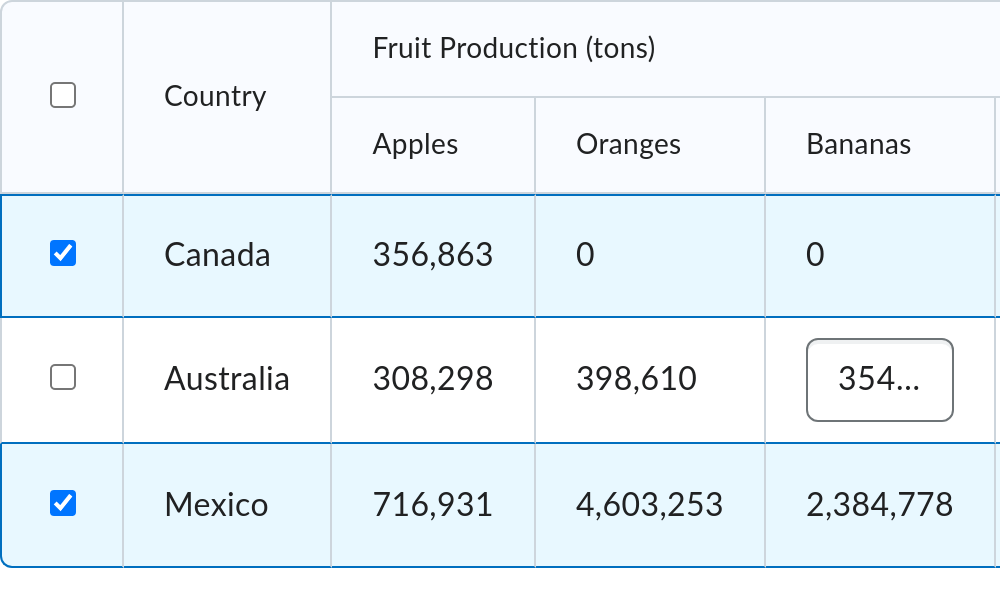 Country
Fruit Production (tons)
Apples Oranges Bananas
Canada 356,863 0 0
Australia 308,298 398,610 354...
Mexico 716,931 4,603,253 2,384,778